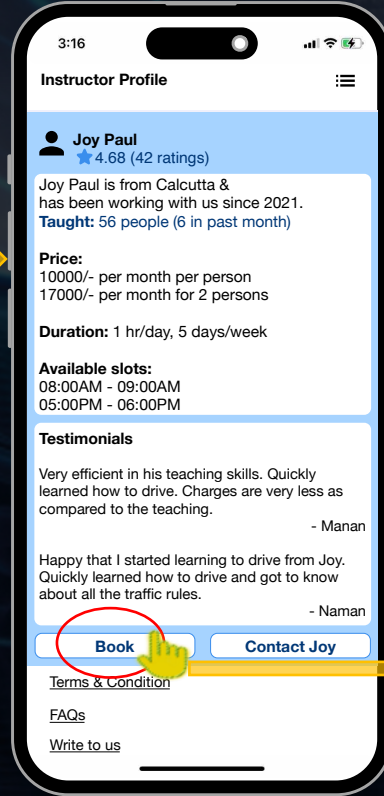 3:16
Instructor Profile
Joy Paul
4.68 (42 ratings)
Joy Paul is from Calcutta &
has been working with us since 2021.
Taught: 56 people (6 in past month)
Price:
10000/- per month per person
17000/- per month for 2 persons
Duration: 1 hr/day, 5 days/week
Available slots:
08:00AM - 09:00AM
05:00PM - 06:00PM
Testimonials
Very efficient in his teaching skills. Quickly
learned how to drive. Charges are very less as
compared to the teaching.
- Manan
Happy that I started learning to drive from Joy.
Quickly learned how to drive and got to know
about all the traffic rules.
- Naman
Book
Contact Joy
Terms & Condition
FAQs
Write to us